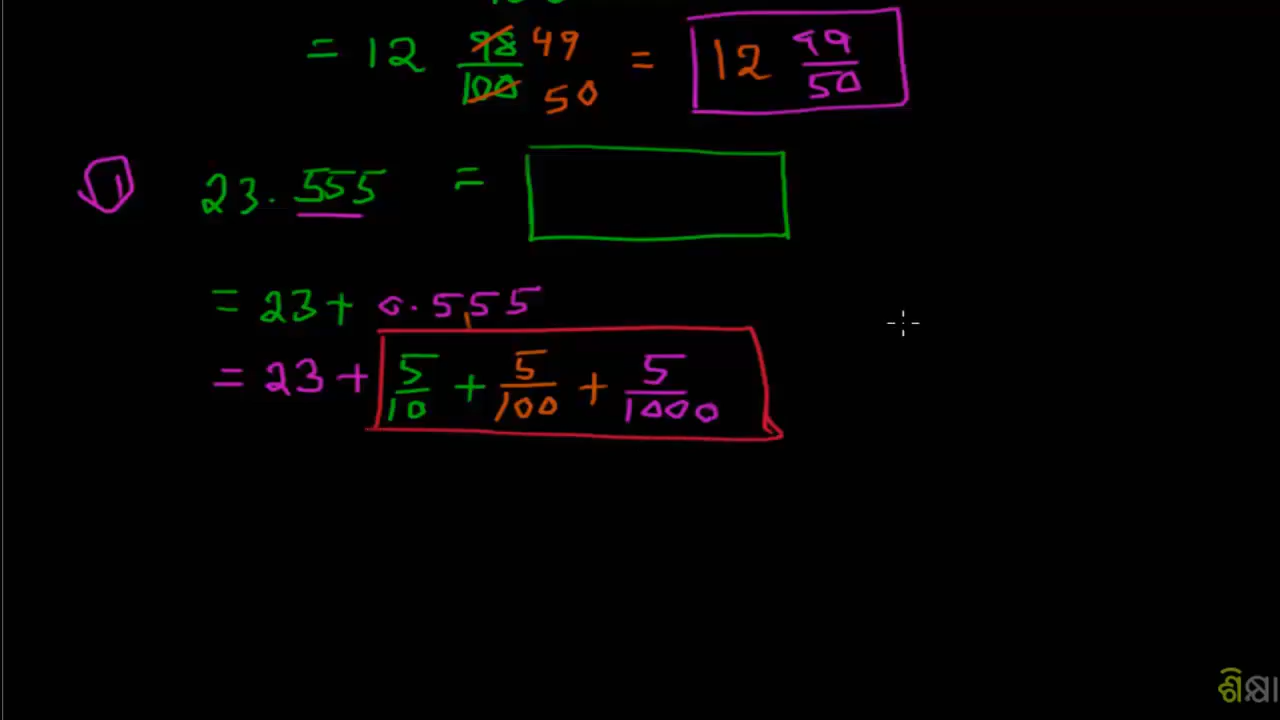 = 12 98/100 49/50 = 12 49/50
1 23.555 =
= 23 + 0.555
= 23 + 5/10 + 5/100 + 5/1000
ଶିକ୍ଷା